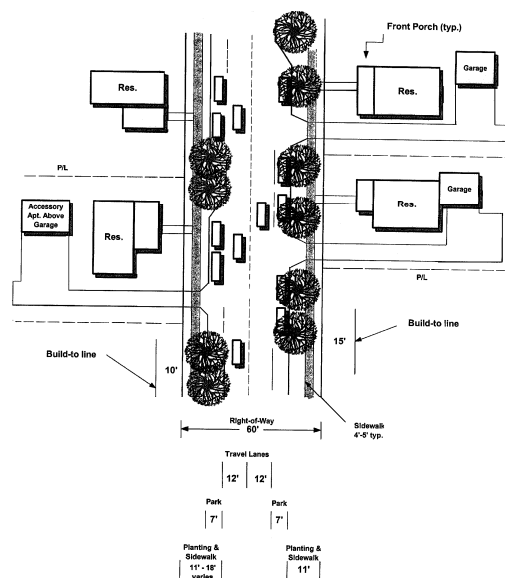 Front Porch (typ.)
Garage
Res.
Res.
P/L
Garage
Accessory
Apt. Above
Garage
Res.
Res.
P/L
Build-to line
Build-to line
10'
15'
Right-of-Way
60'
Sidewalk
4'-5' typ.
Travel Lanes
12' 12'
Park Park
7' 7'
Planting &
Sidewalk
11' - 18'
varies
Planting &
Sidewalk
11'